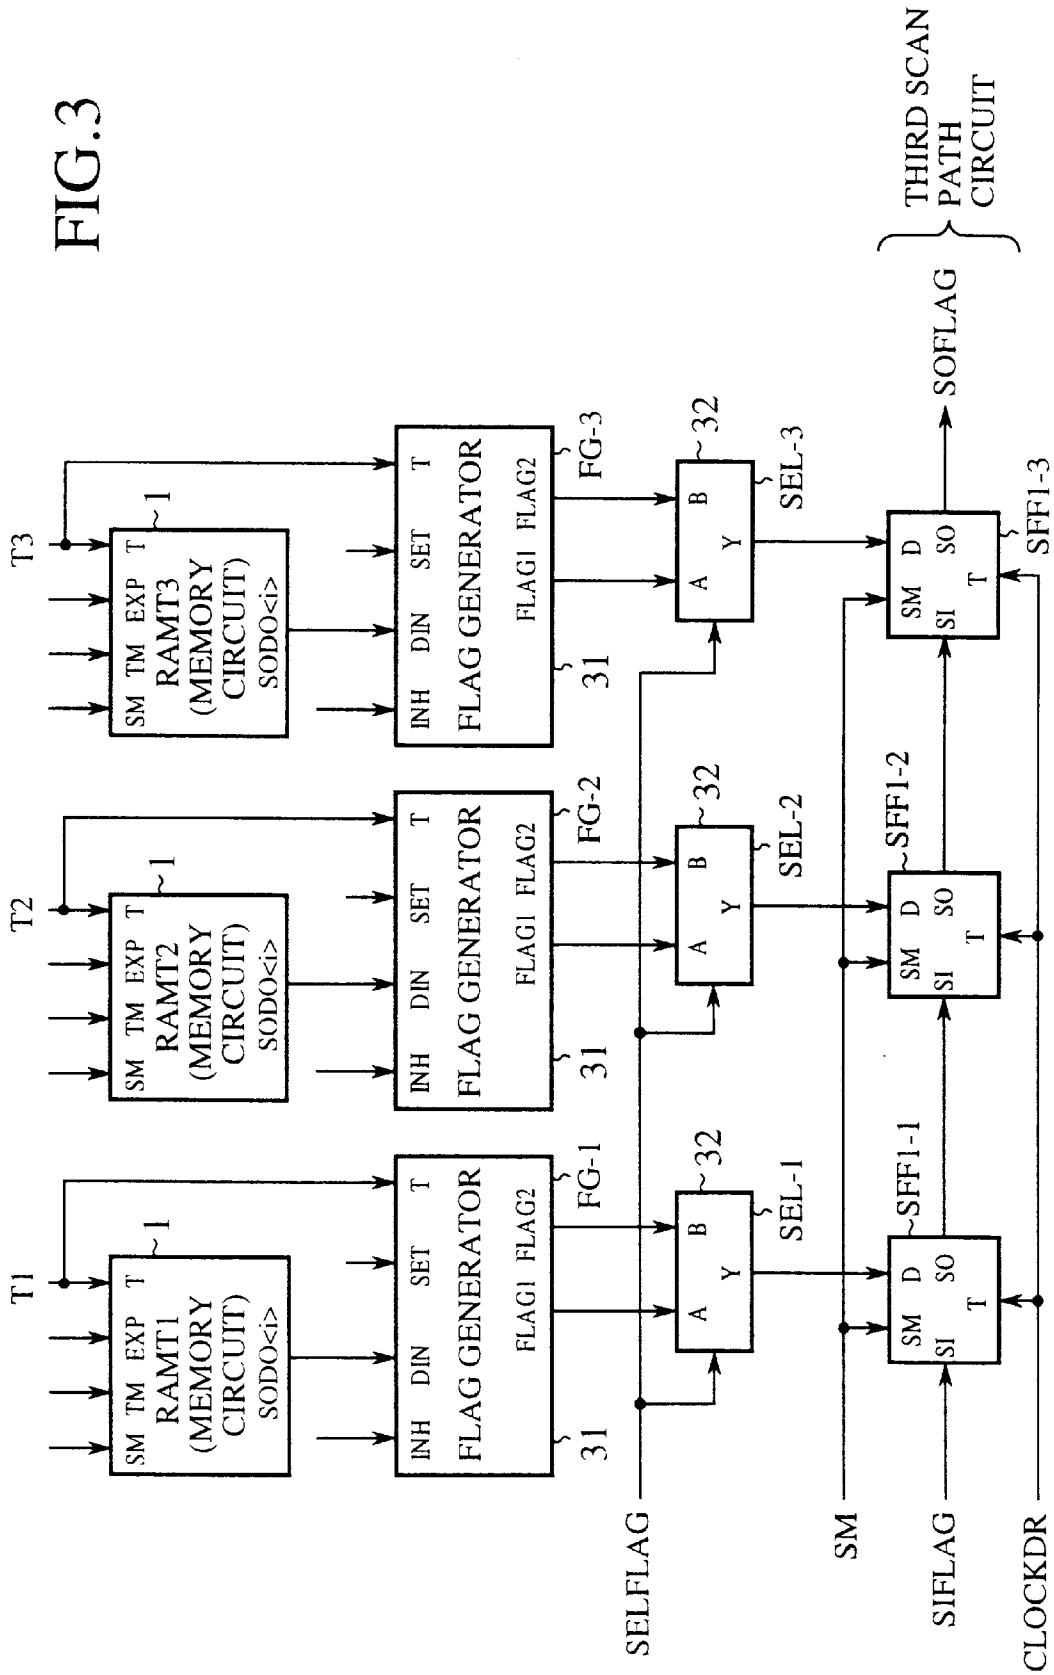 FIG.3
T1
T2
T3
SM TM EXP T
RAMT1
(MEMORY
CIRCUIT)
SODO<i>
1
SM TM EXP T
RAMT2
(MEMORY
CIRCUIT)
SODO<i>
1
SM TM EXP T
RAMT3
(MEMORY
CIRCUIT)
SODO<i>
1
INH DIN SET T
FLAG GENERATOR
FLAG1 FLAG2
31
FG-1
INH DIN SET T
FLAG GENERATOR
FLAG1 FLAG2
31
FG-2
INH DIN SET T
FLAG GENERATOR
FLAG1 FLAG2
31
FG-3
SELFLAG
A B
Y
32
SEL-1
A B
Y
32
SEL-2
A B
Y
32
SEL-3
SM
SIFLAG
CLOCKDR
SM D
SI SO
T
SFF1-1
SM D
SI SO
T
SFF1-2
SM D
SI SO
T
SFF1-3
SOFLAG
THIRD SCAN
PATH
CIRCUIT